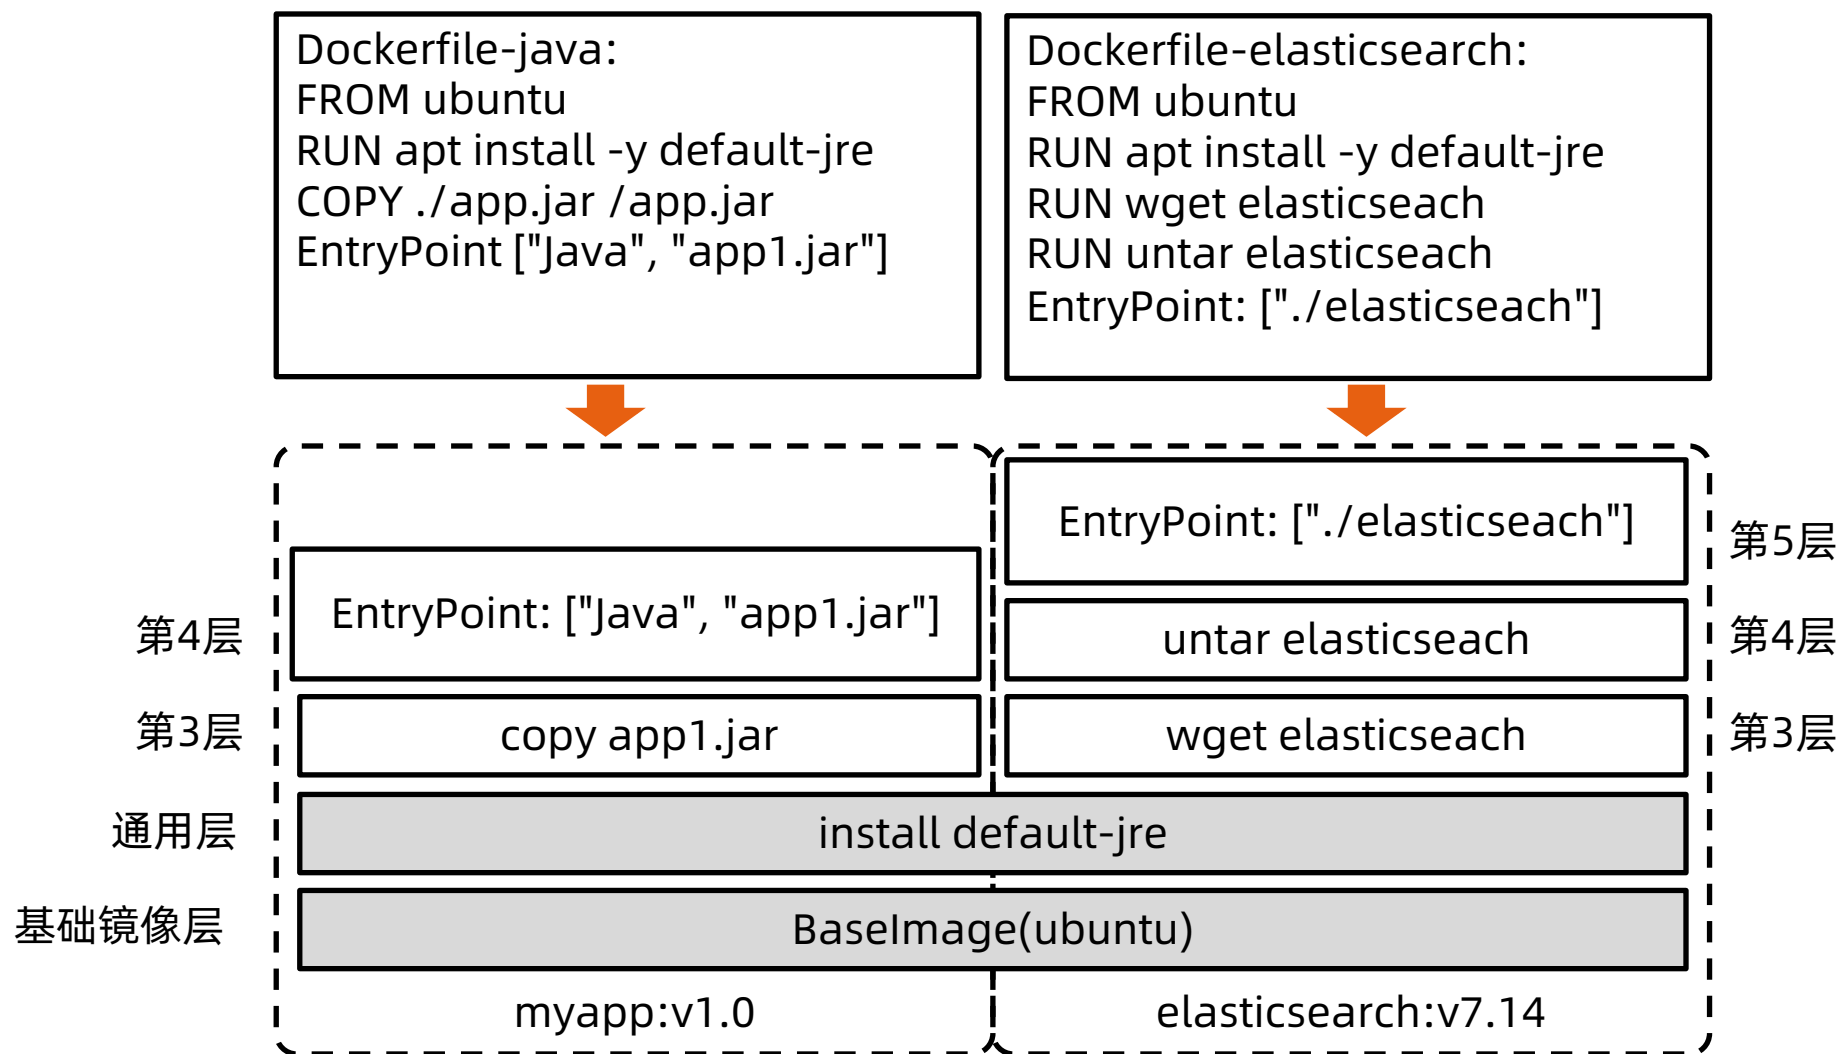 Dockerfile-java:
FROM ubuntu
RUN apt install -y default-jre
COPY ./app.jar /app.jar
EntryPoint ["Java", "app1.jar"]
Dockerfile-elasticsearch:
FROM ubuntu
RUN apt install -y default-jre
RUN wget elasticseach
RUN untar elasticseach
EntryPoint: ["./elasticseach"]
EntryPoint: ["./elasticseach"]
第5层
第4层
EntryPoint: ["Java", "app1.jar"]
untar elasticseach
第4层
第3层
copy app1.jar
wget elasticseach
第3层
通用层
install default-jre
基础镜像层
BaseImage(ubuntu)
myapp:v1.0
elasticsearch:v7.14